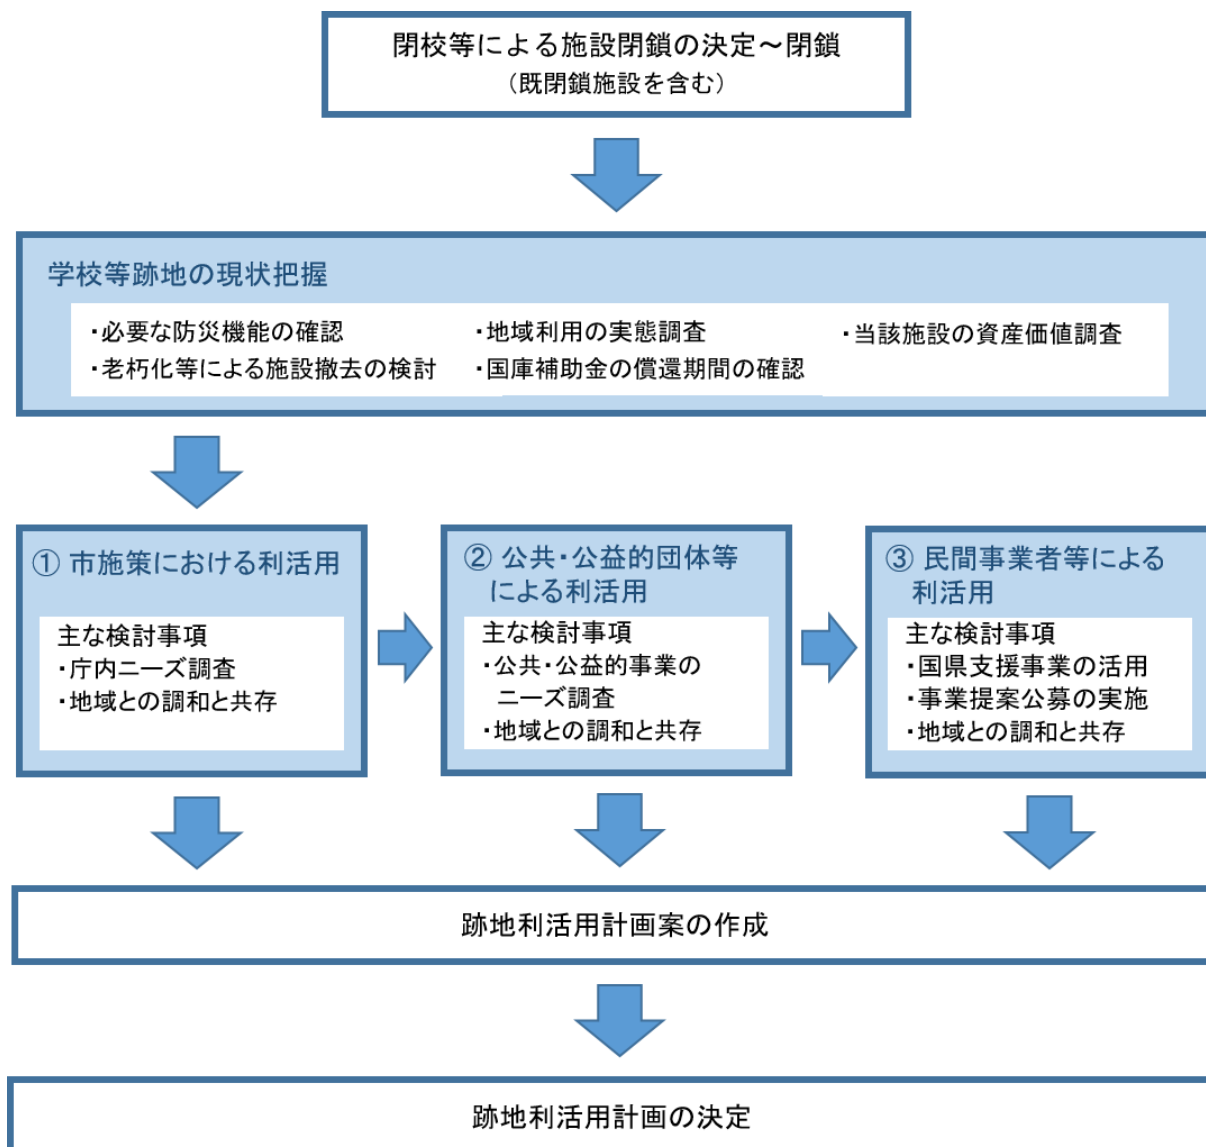 閉校等による施設閉鎖の決定～閉鎖
（既閉鎖施設を含む）
学校等跡地の現状把握
・必要な防災機能の確認
・老朽化等による施設撤去の検討
・地域利用の実態調査
・国庫補助金の償還期間の確認
・当該施設の資産価値調査
① 市施策における利活用
主な検討事項
・庁内ニーズ調査
・地域との調和と共存
② 公共・公益的団体等
による利活用
主な検討事項
・公共・公益的事業の
ニーズ調査
・地域との調和と共存
③ 民間事業者等による
利活用
主な検討事項
・国県支援事業の活用
・事業提案公募の実施
・地域との調和と共存
跡地利活用計画案の作成
跡地利活用計画の決定